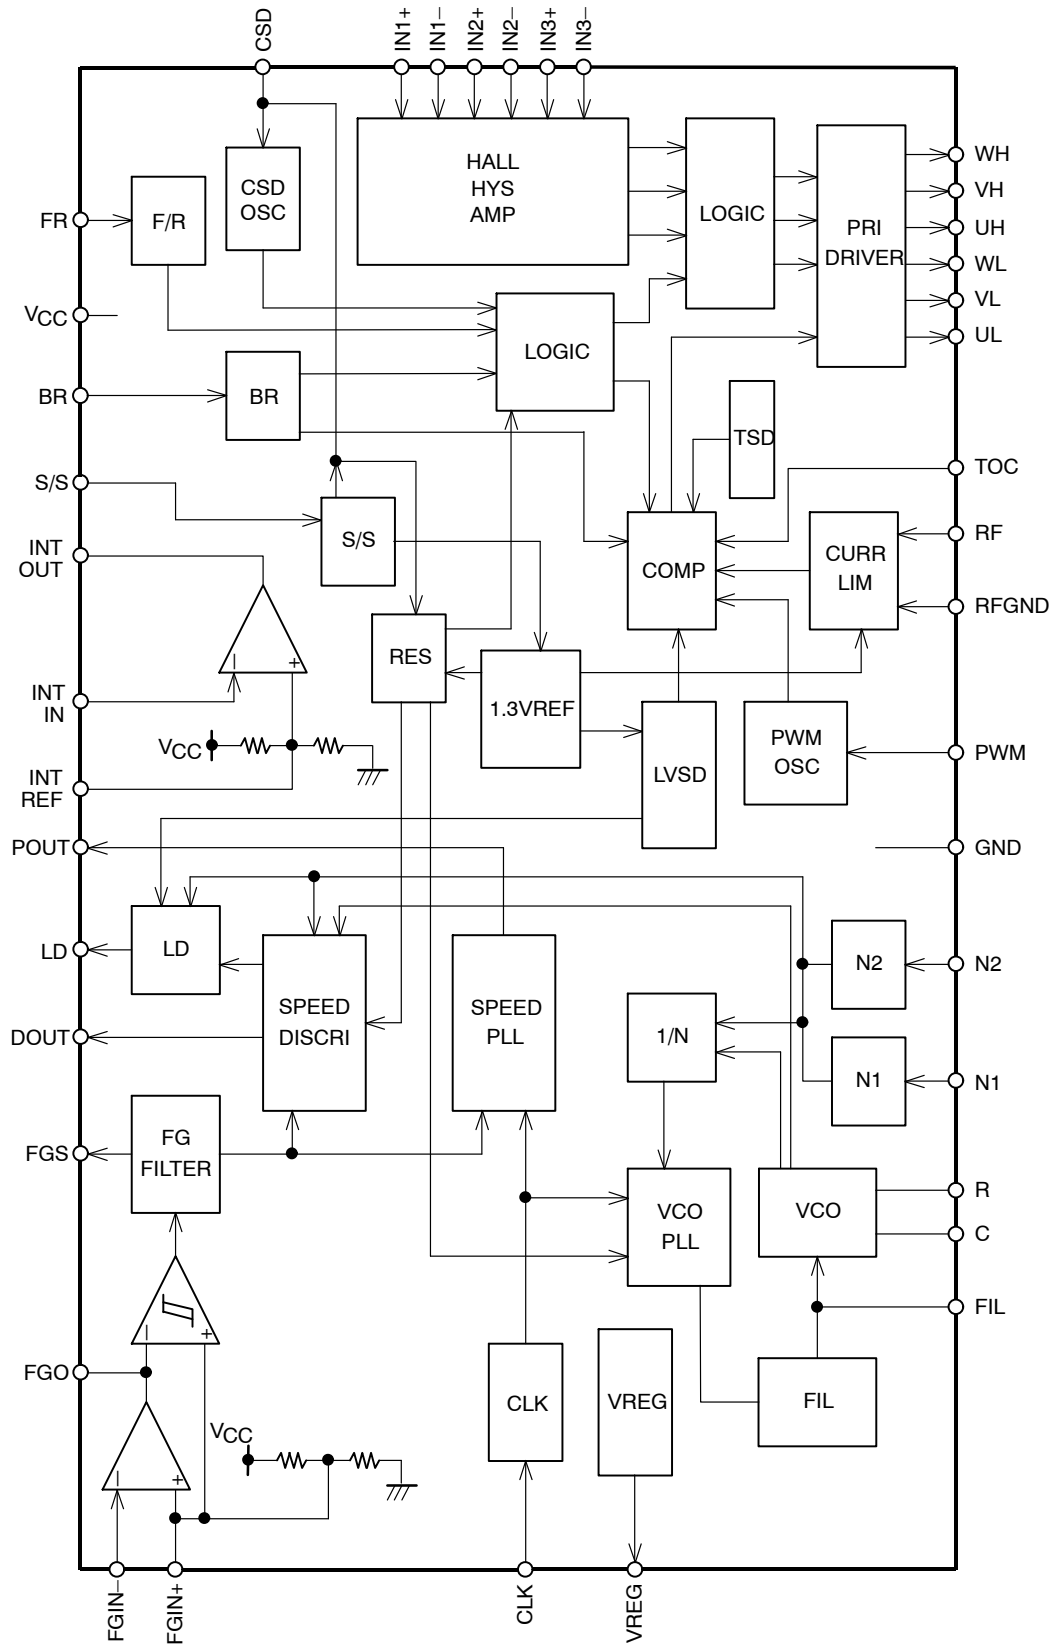 CSD
IN1+
IN1−
IN2+
IN2−
IN3+
IN3−
HALL
HYS
AMP
CSD
OSC
F/R
FR
LOGIC
PRI
DRIVER
WH
VH
UH
WL
VL
UL
VCC
LOGIC
BR
BR
TSD
TOC
S/S
S/S
INT
OUT
COMP
CURR
LIM
RF
RFGND
−
+
RES
1.3VREF
INT
IN
VCC
LVSD
PWM
OSC
PWM
INT
REF
POUT
GND
LD
LD
SPEED
DISCRI
SPEED
PLL
N2
N2
DOUT
1/N
N1
N1
FG
FILTER
FGS
VCO
PLL
VCO
R
C
FIL
−
+
FGO
CLK
VREG
FIL
VCC
−
+
FGIN−
FGIN+
CLK
VREG